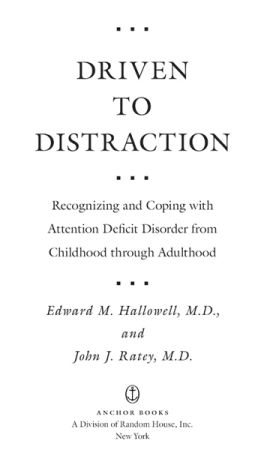 DRIVEN
TO
DISTRACTION
Recognizing and Coping with
Attention Deficit Disorder from
Childhood through Adulthood
Edward M. Hallowell, M.D.,
and
John J. Ratey, M.D.
ANCHOR BOOKS
A Division of Random House, Inc.
New York